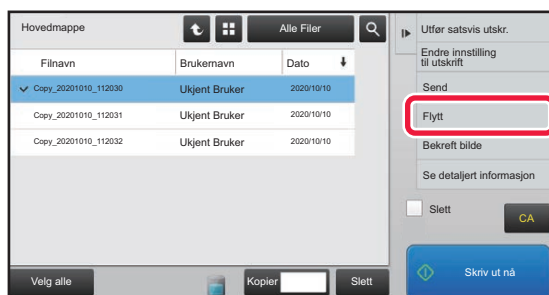 Hovedmappe
Alle Filer
Filnavn Brukernavn Dato
Copy_20201010_112030 Ukjent Bruker 2020/10/10
Copy_20201010_112031 Ukjent Bruker 2020/10/10
Copy_20201010_112032 Ukjent Bruker 2020/10/10
Velg alle
Kopier
Slett
Utfør satsvis utskr.
Endre innstilling
til utskrift
Send
Flytt
Bekreft bilde
Se detaljert informasjon
Slett
CA
Skriv ut nå